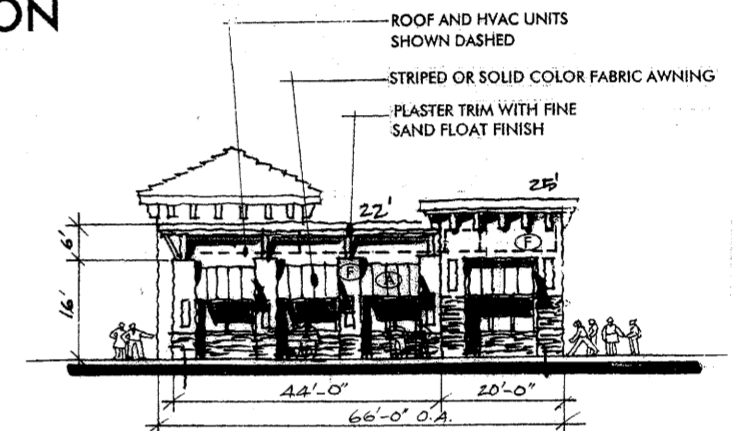 ON
ROOF AND HVAC UNITS
SHOWN DASHED
STRIPED OR SOLID COLOR FABRIC AWNING
PLASTER TRIM WITH FINE
SAND FLOAT FINISH
22'
25'
6'
16'
F
F
A
44'-0"
20'-0"
66'-0" O.A.